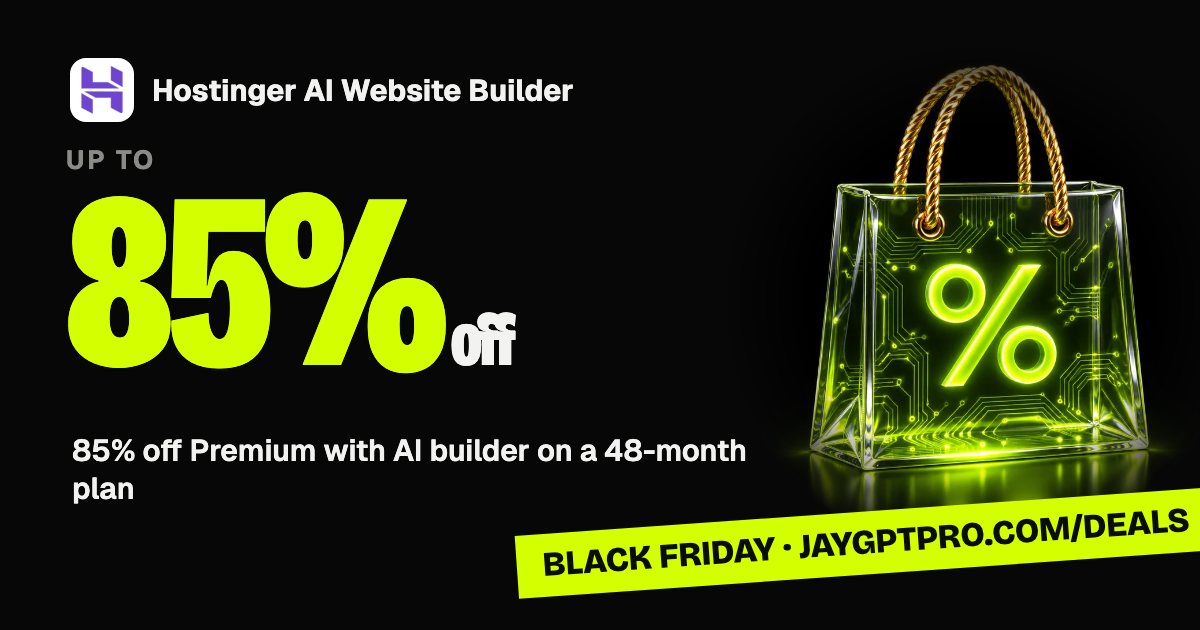 Hostinger AI Website Builder
UP TO
85% off
%
85% off Premium with AI builder on a 48-month
plan
BLACK FRIDAY · JAYGPTPRO.COM/DEALS